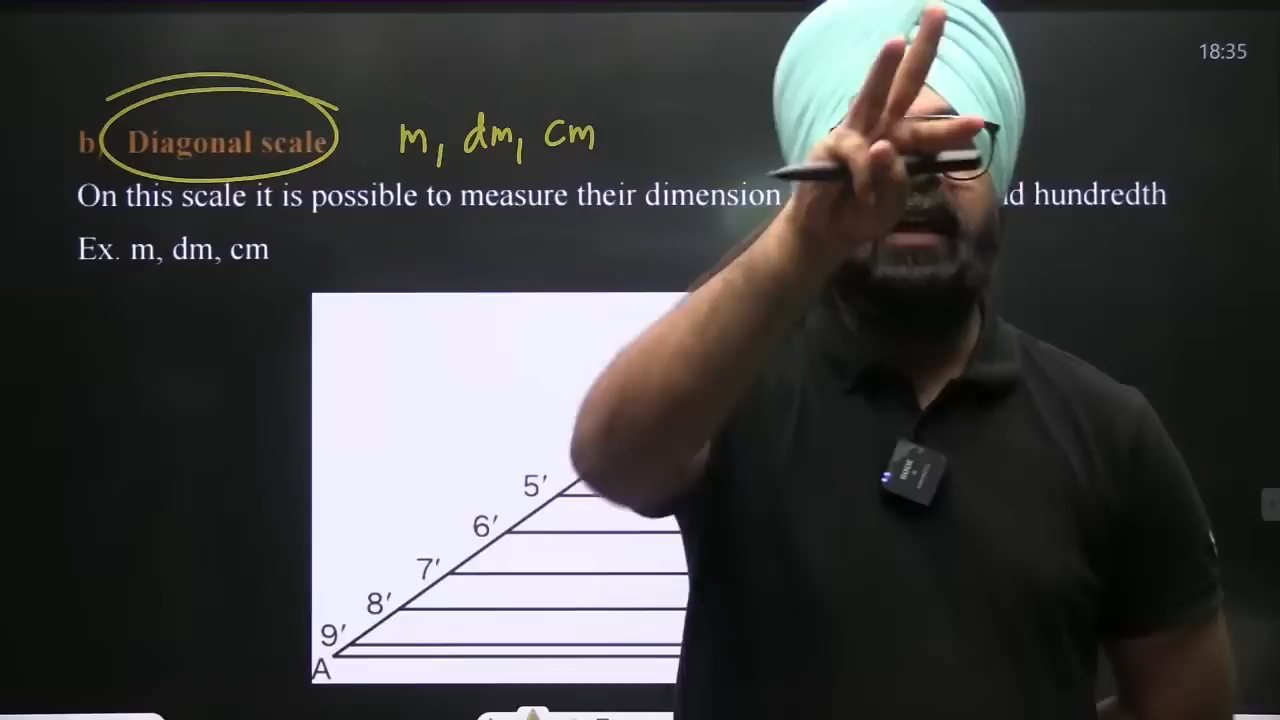 18:35
b) Diagonal scale m, dm, cm
On this scale it is possible to measure their dimension hundredth
Ex. m, dm, cm
5′
6′
7′
8′
9′
A
RODE